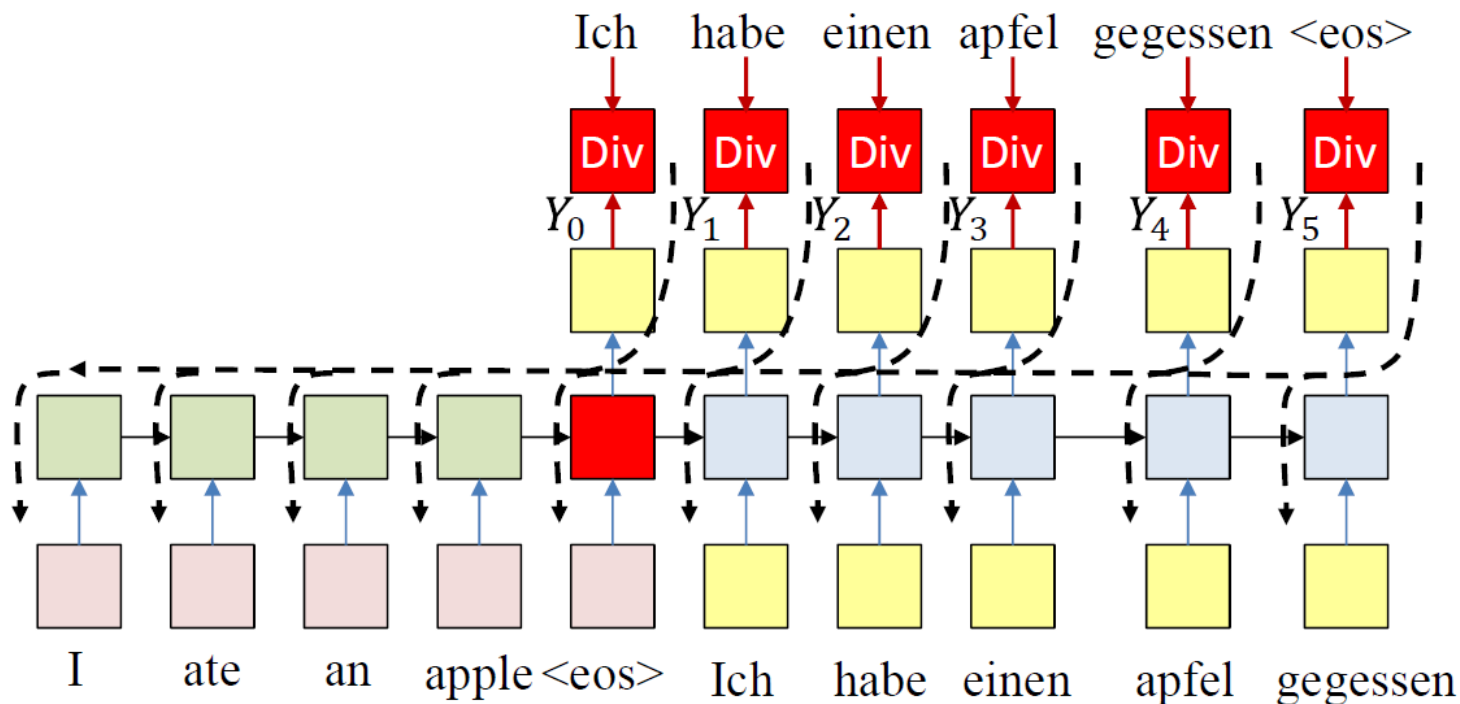 Ich habe einen apfel gegessen <eos>
Div Div Div Div Div Div
Y₀ Y₁ Y₂ Y₃ Y₄ Y₅
I ate an apple <eos> Ich habe einen apfel gegessen